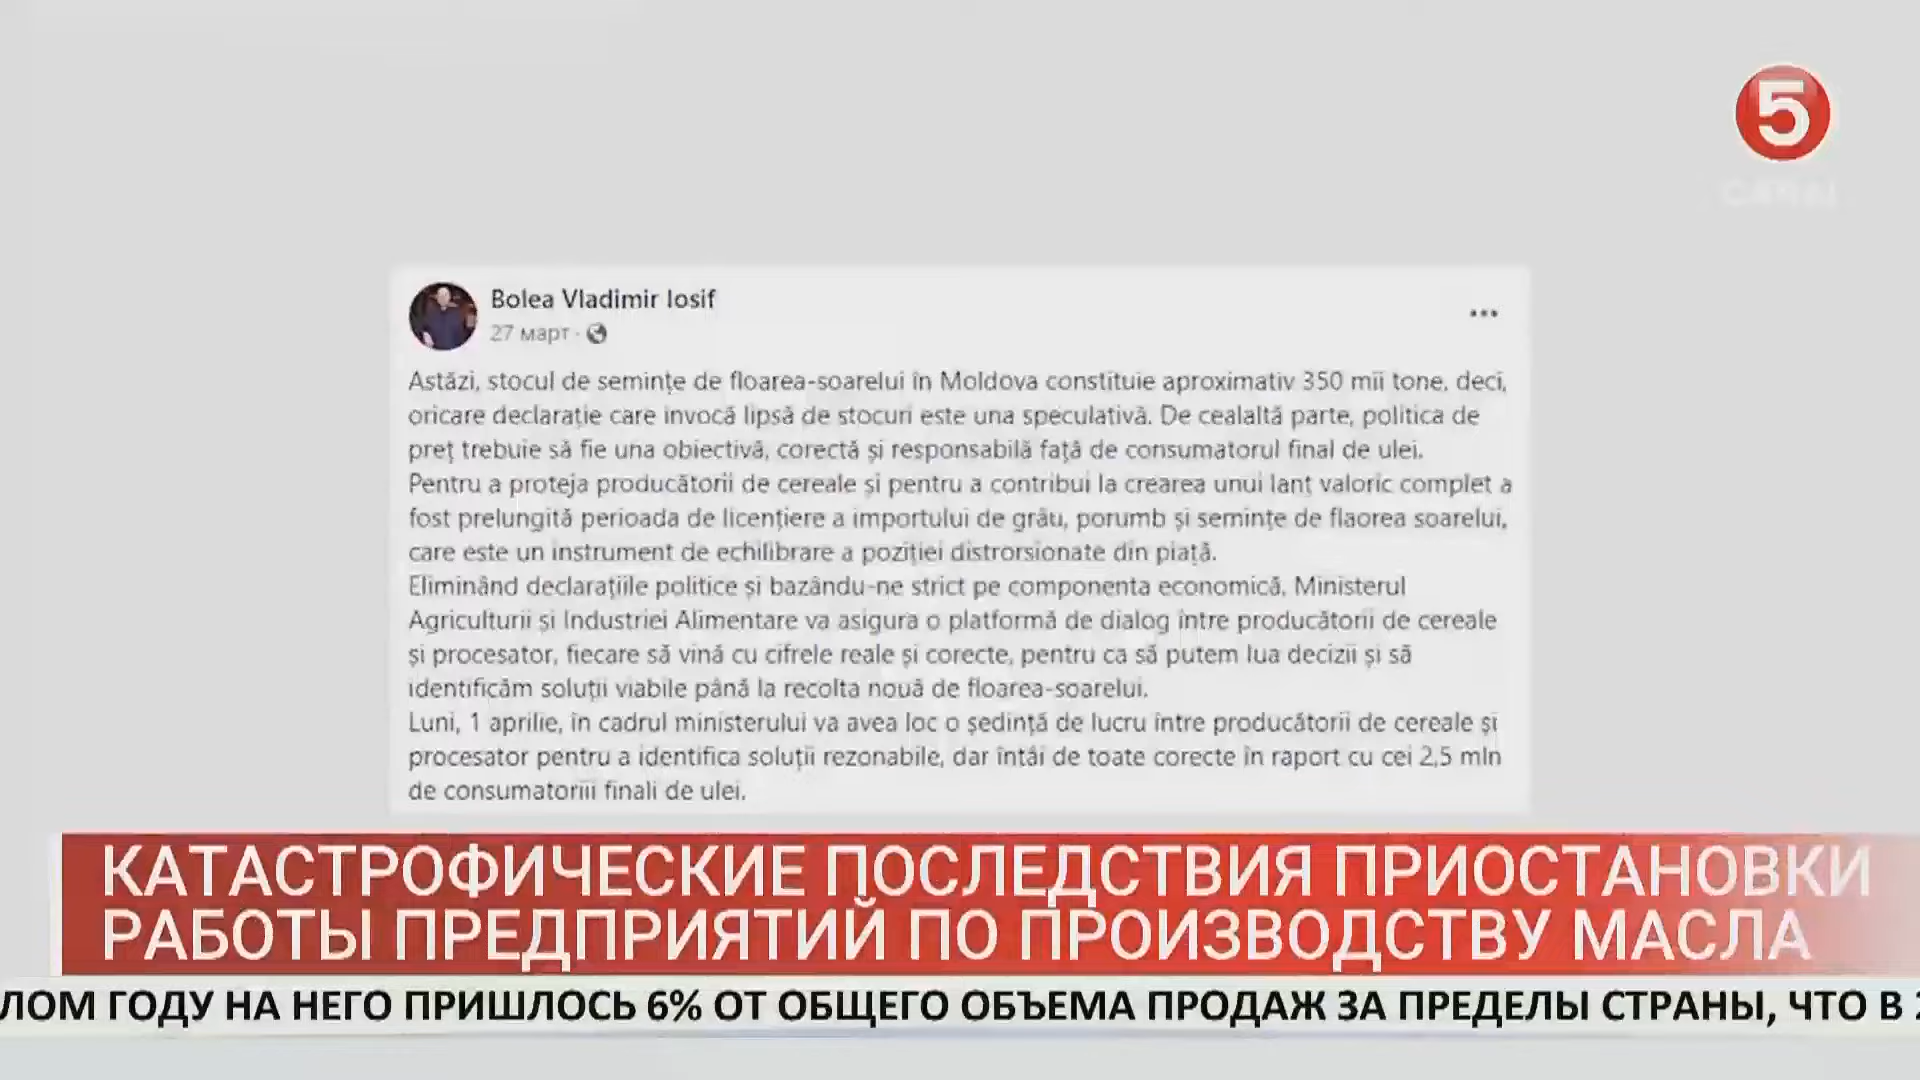 5
CANAL
Bolea Vladimir Iosif
27 март ·
Astăzi, stocul de semințe de floarea-soarelui în Moldova constituie aproximativ 350 mii tone, deci,
oricare declarație care invocă lipsă de stocuri este una speculativă. De cealaltă parte, politica de
preț trebuie să fie una obiectivă, corectă și responsabilă față de consumatorul final de ulei.
Pentru a proteja producătorii de cereale și pentru a contribui la crearea unui lanț valoric complet a
fost prelungită perioada de licențiere a importului de grâu, porumb și semințe de flaorea soarelui,
care este un instrument de echilibrare a poziției distrorsionate din piață.
Eliminând declarațiile politice și bazându-ne strict pe componenta economică, Ministerul
Agriculturii și Industriei Alimentare va asigura o platformă de dialog între producătorii de cereale
și procesator, fiecare să vină cu cifrele reale și corecte, pentru ca să putem lua decizii și să
identificăm soluții viabile până la recolta nouă de floarea-soarelui.
Luni, 1 aprilie, în cadrul ministerului va avea loc o ședință de lucru între producătorii de cereale și
procesator pentru a identifica soluții rezonabile, dar întâi de toate corecte în raport cu cei 2,5 mln
de consumatoriii finali de ulei.
КАТАСТРОФИЧЕСКИЕ ПОСЛЕДСТВИЯ ПРИОСТАНОВКИ
РАБОТЫ ПРЕДПРИЯТИЙ ПО ПРОИЗВОДСТВУ МАСЛА
ЛОМ ГОДУ НА НЕГО ПРИШЛОСЬ 6% ОТ ОБЩЕГО ОБЪЕМА ПРОДАЖ ЗА ПРЕДЕЛЫ СТРАНЫ, ЧТО В